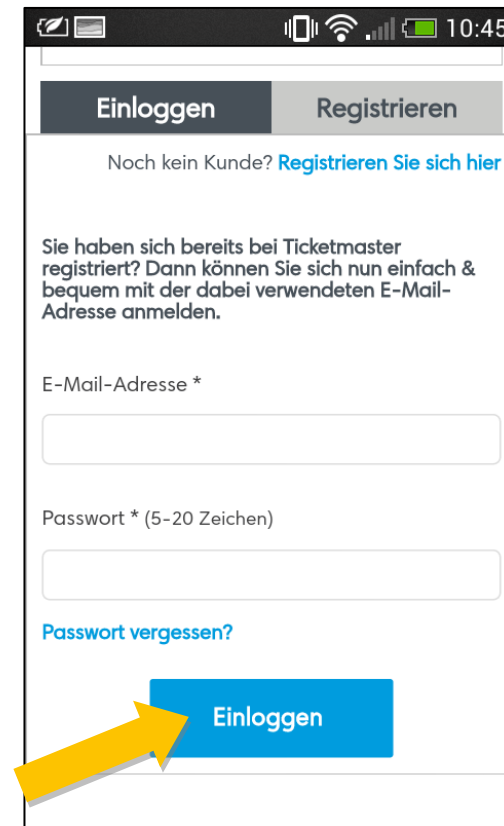 10:45
Einloggen Registrieren
Noch kein Kunde? Registrieren Sie sich hier
Sie haben sich bereits bei Ticketmaster
registriert? Dann können Sie sich nun einfach &
bequem mit der dabei verwendeten E-Mail-
Adresse anmelden.
E-Mail-Adresse *
Passwort * (5-20 Zeichen)
Passwort vergessen?
Einloggen